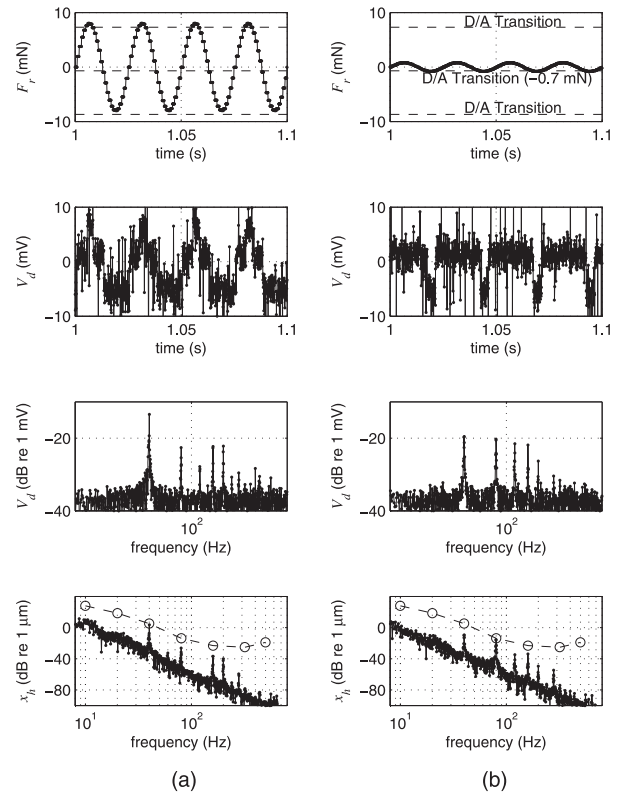 10
0
−10
F_r (mN)
1
1.05
1.1
time (s)
10
0
−10
F_r (mN)
D/A Transition
D/A Transition (−0.7 mN)
D/A Transition
1
1.05
1.1
time (s)
10
0
−10
V_d (mV)
1
1.05
1.1
time (s)
10
0
−10
V_d (mV)
1
1.05
1.1
time (s)
−20
−40
V_d (dB re 1 mV)
10^2
frequency (Hz)
−20
−40
V_d (dB re 1 mV)
10^2
frequency (Hz)
0
−40
−80
x_h (dB re 1 μm)
10^1
10^2
frequency (Hz)
0
−40
−80
x_h (dB re 1 μm)
10^1
10^2
frequency (Hz)
(a)
(b)